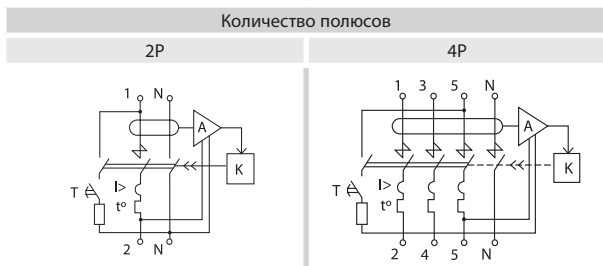 Количество полюсов
2P 4P
1 N
A
K
T
I>
t°
2 N
1 3 5 N
A
K
T
I>
t°
2 4 5 N